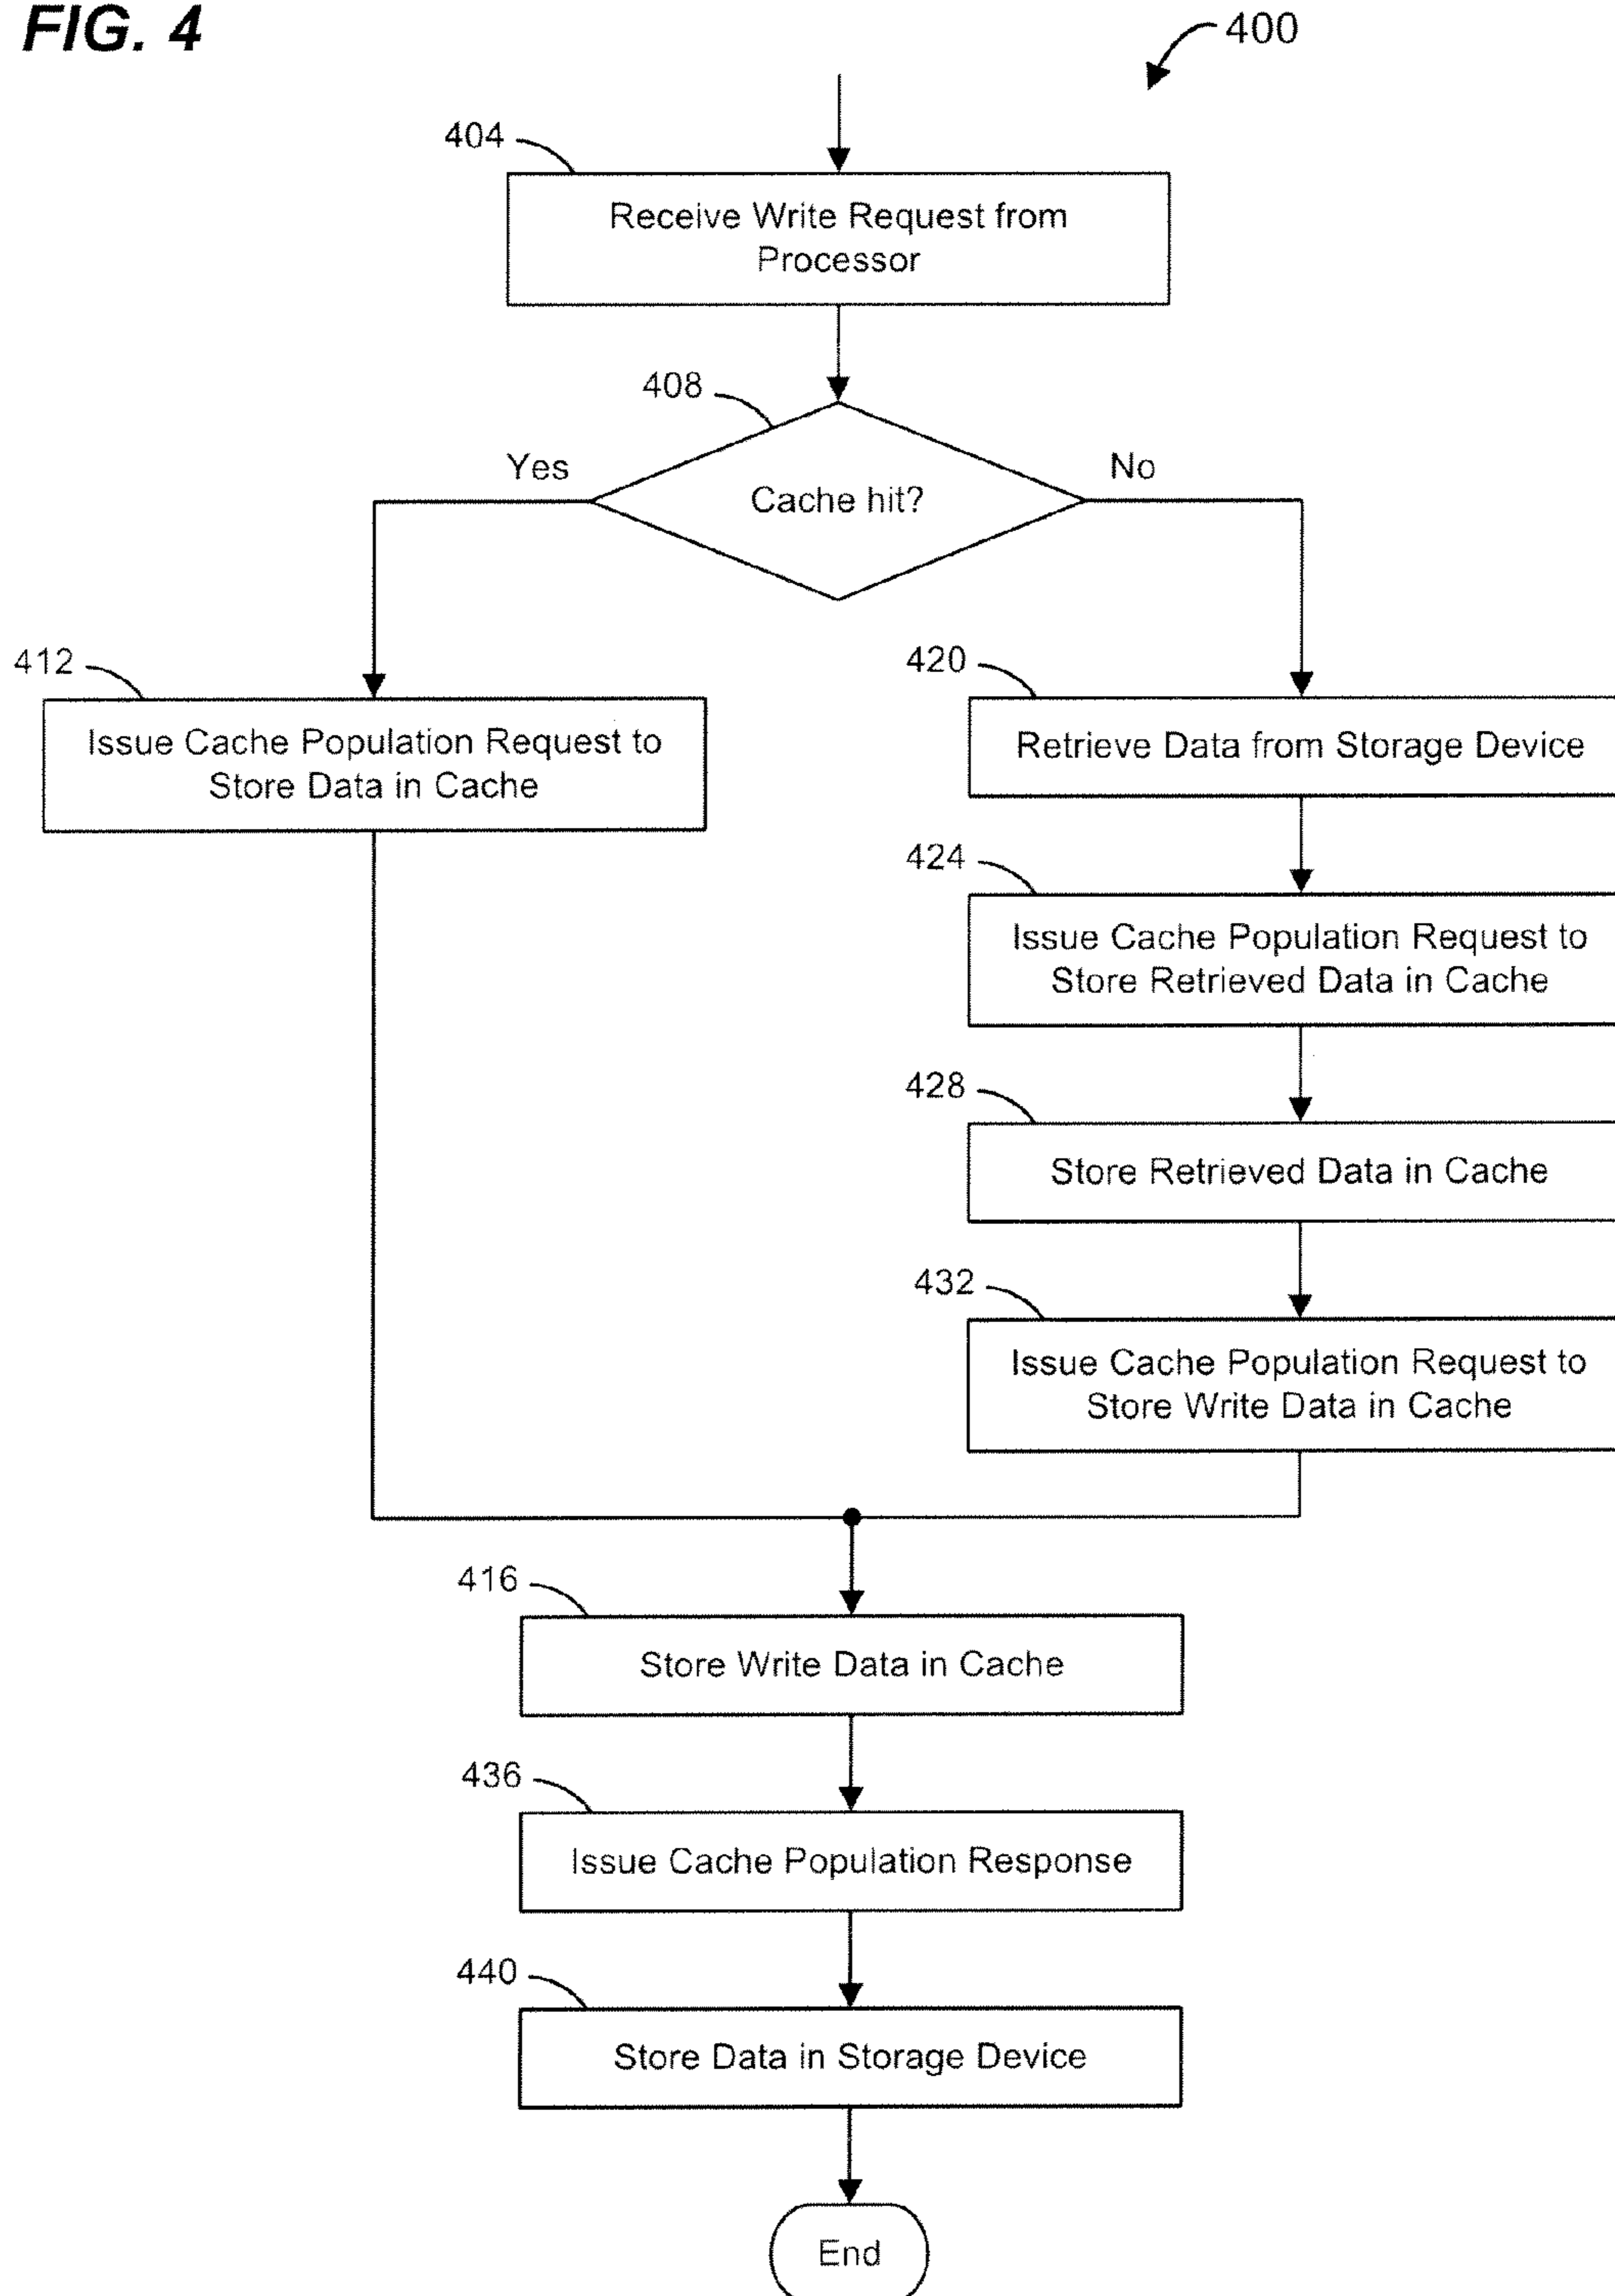 FIG. 4
400
404
Receive Write Request from
Processor
408
Yes
No
Cache hit?
412
Issue Cache Population Request to
Store Data in Cache
420
Retrieve Data from Storage Device
424
Issue Cache Population Request to
Store Retrieved Data in Cache
428
Store Retrieved Data in Cache
432
Issue Cache Population Request to
Store Write Data in Cache
416
Store Write Data in Cache
436
Issue Cache Population Response
440
Store Data in Storage Device
End